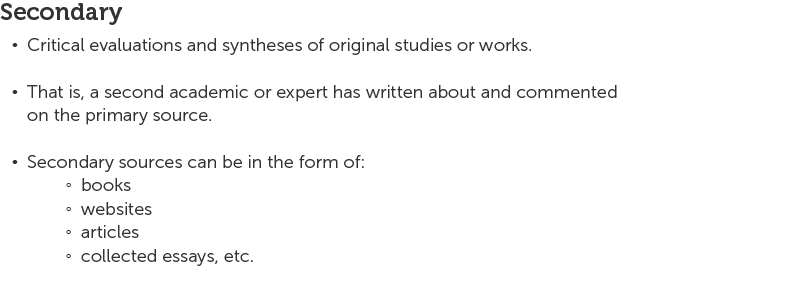 Secondary
• Critical evaluations and syntheses of original studies or works.
• That is, a second academic or expert has written about and commented
on the primary source.
• Secondary sources can be in the form of:
◦ books
◦ websites
◦ articles
◦ collected essays, etc.